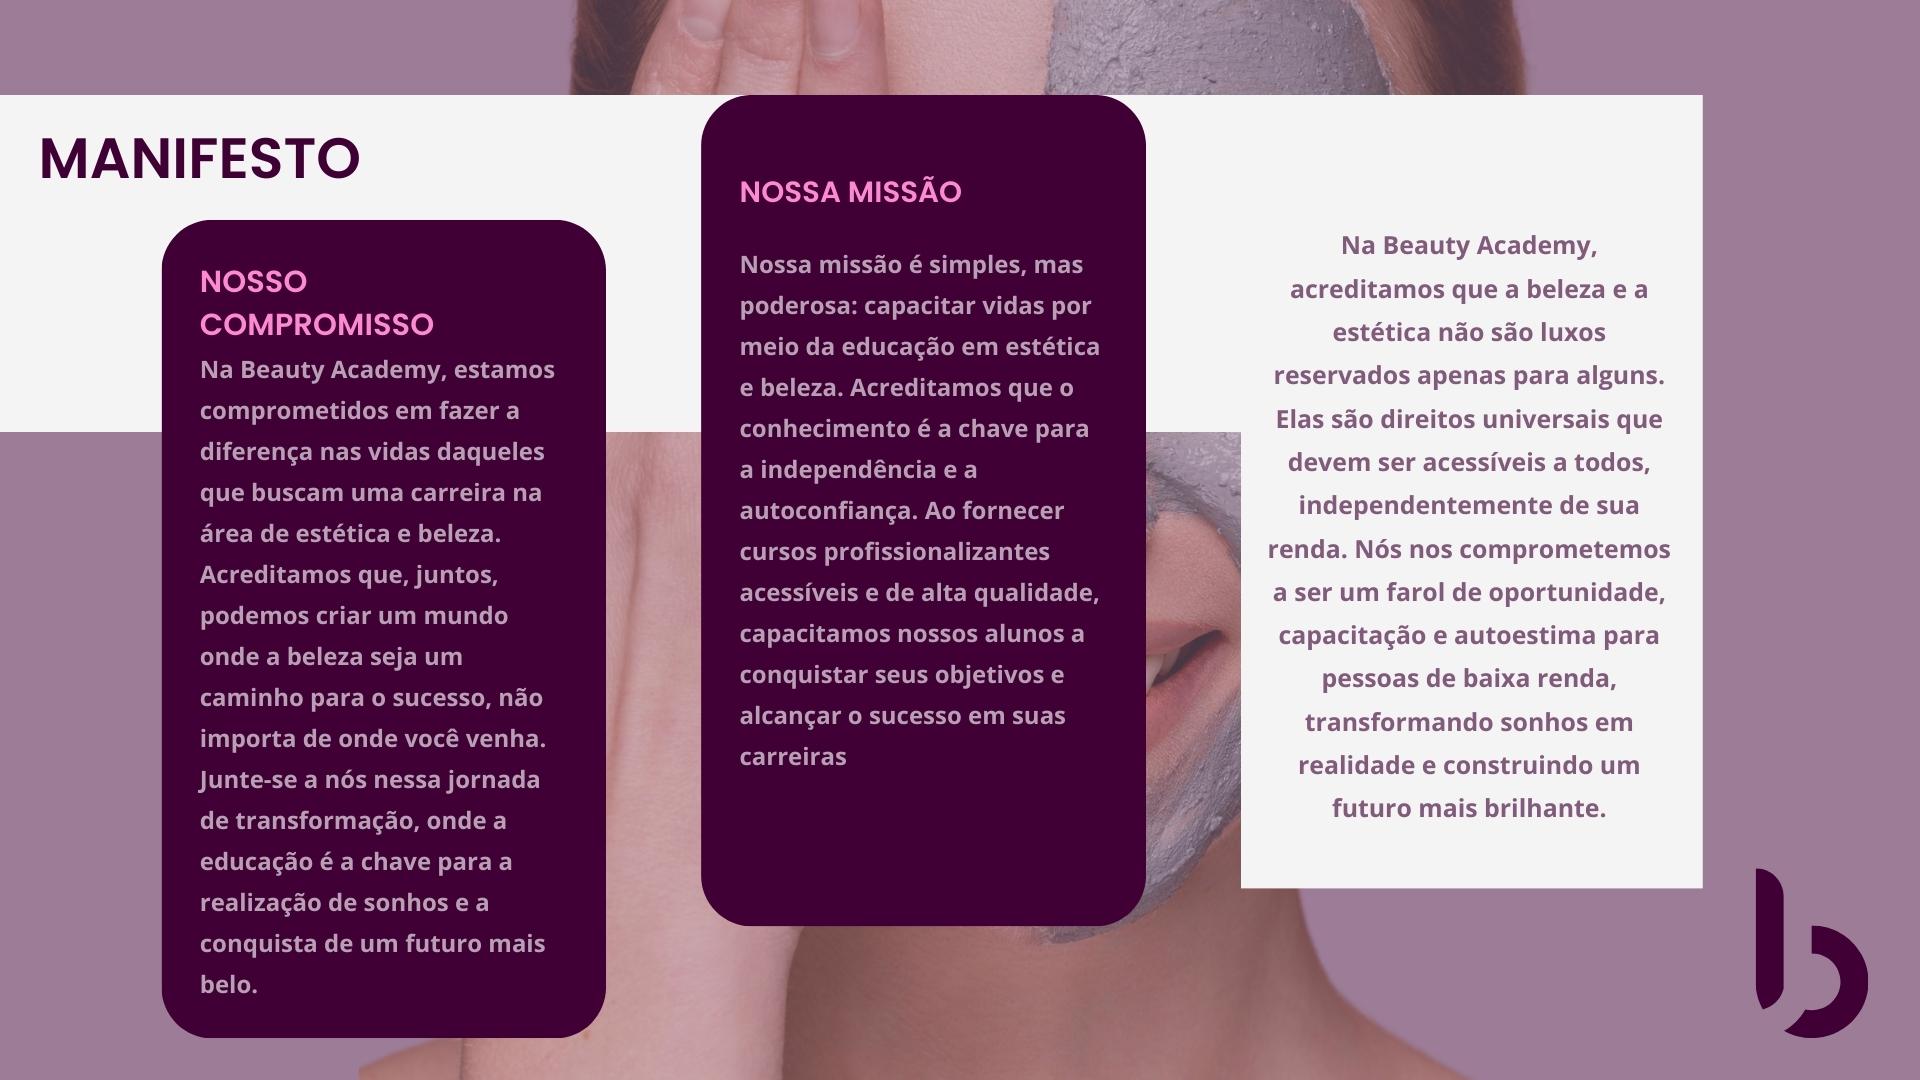 MANIFESTO
NOSSO
COMPROMISSO
Na Beauty Academy, estamos
comprometidos em fazer a
diferença nas vidas daqueles
que buscam uma carreira na
área de estética e beleza.
Acreditamos que, juntos,
podemos criar um mundo
onde a beleza seja um
caminho para o sucesso, não
importa de onde você venha.
Junte-se a nós nessa jornada
de transformação, onde a
educação é a chave para a
realização de sonhos e a
conquista de um futuro mais
belo.
NOSSA MISSÃO
Nossa missão é simples, mas
poderosa: capacitar vidas por
meio da educação em estética
e beleza. Acreditamos que o
conhecimento é a chave para
a independência e a
autoconfiança. Ao fornecer
cursos profissionalizantes
acessíveis e de alta qualidade,
capacitamos nossos alunos a
conquistar seus objetivos e
alcançar o sucesso em suas
carreiras
Na Beauty Academy,
acreditamos que a beleza e a
estética não são luxos
reservados apenas para alguns.
Elas são direitos universais que
devem ser acessíveis a todos,
independentemente de sua
renda. Nós nos comprometemos
a ser um farol de oportunidade,
capacitação e autoestima para
pessoas de baixa renda,
transformando sonhos em
realidade e construindo um
futuro mais brilhante.
b